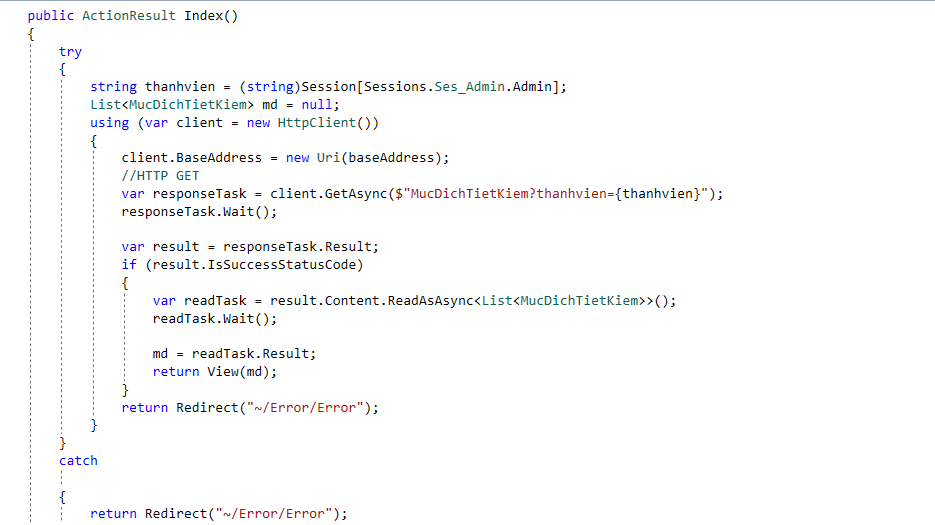 public ActionResult Index()
{
try
{
string thanhvien = (string)Session[Sessions.Ses_Admin.Admin];
List<MucDichTietKiem> md = null;
using (var client = new HttpClient())
{
client.BaseAddress = new Uri(baseAddress);
//HTTP GET
var responseTask = client.GetAsync($"MucDichTietKiem?thanhvien={thanhvien}");
responseTask.Wait();
var result = responseTask.Result;
if (result.IsSuccessStatusCode)
{
var readTask = result.Content.ReadAsAsync<List<MucDichTietKiem>>();
readTask.Wait();
md = readTask.Result;
return View(md);
}
return Redirect("~/Error/Error");
}
}
catch
{
return Redirect("~/Error/Error");